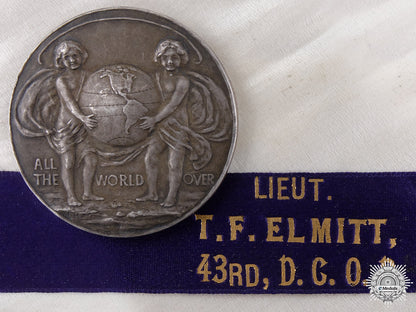 ALL
THE WORLD OVER
LIEUT.
T.F. ELMITT,
43RD, D.C.O.